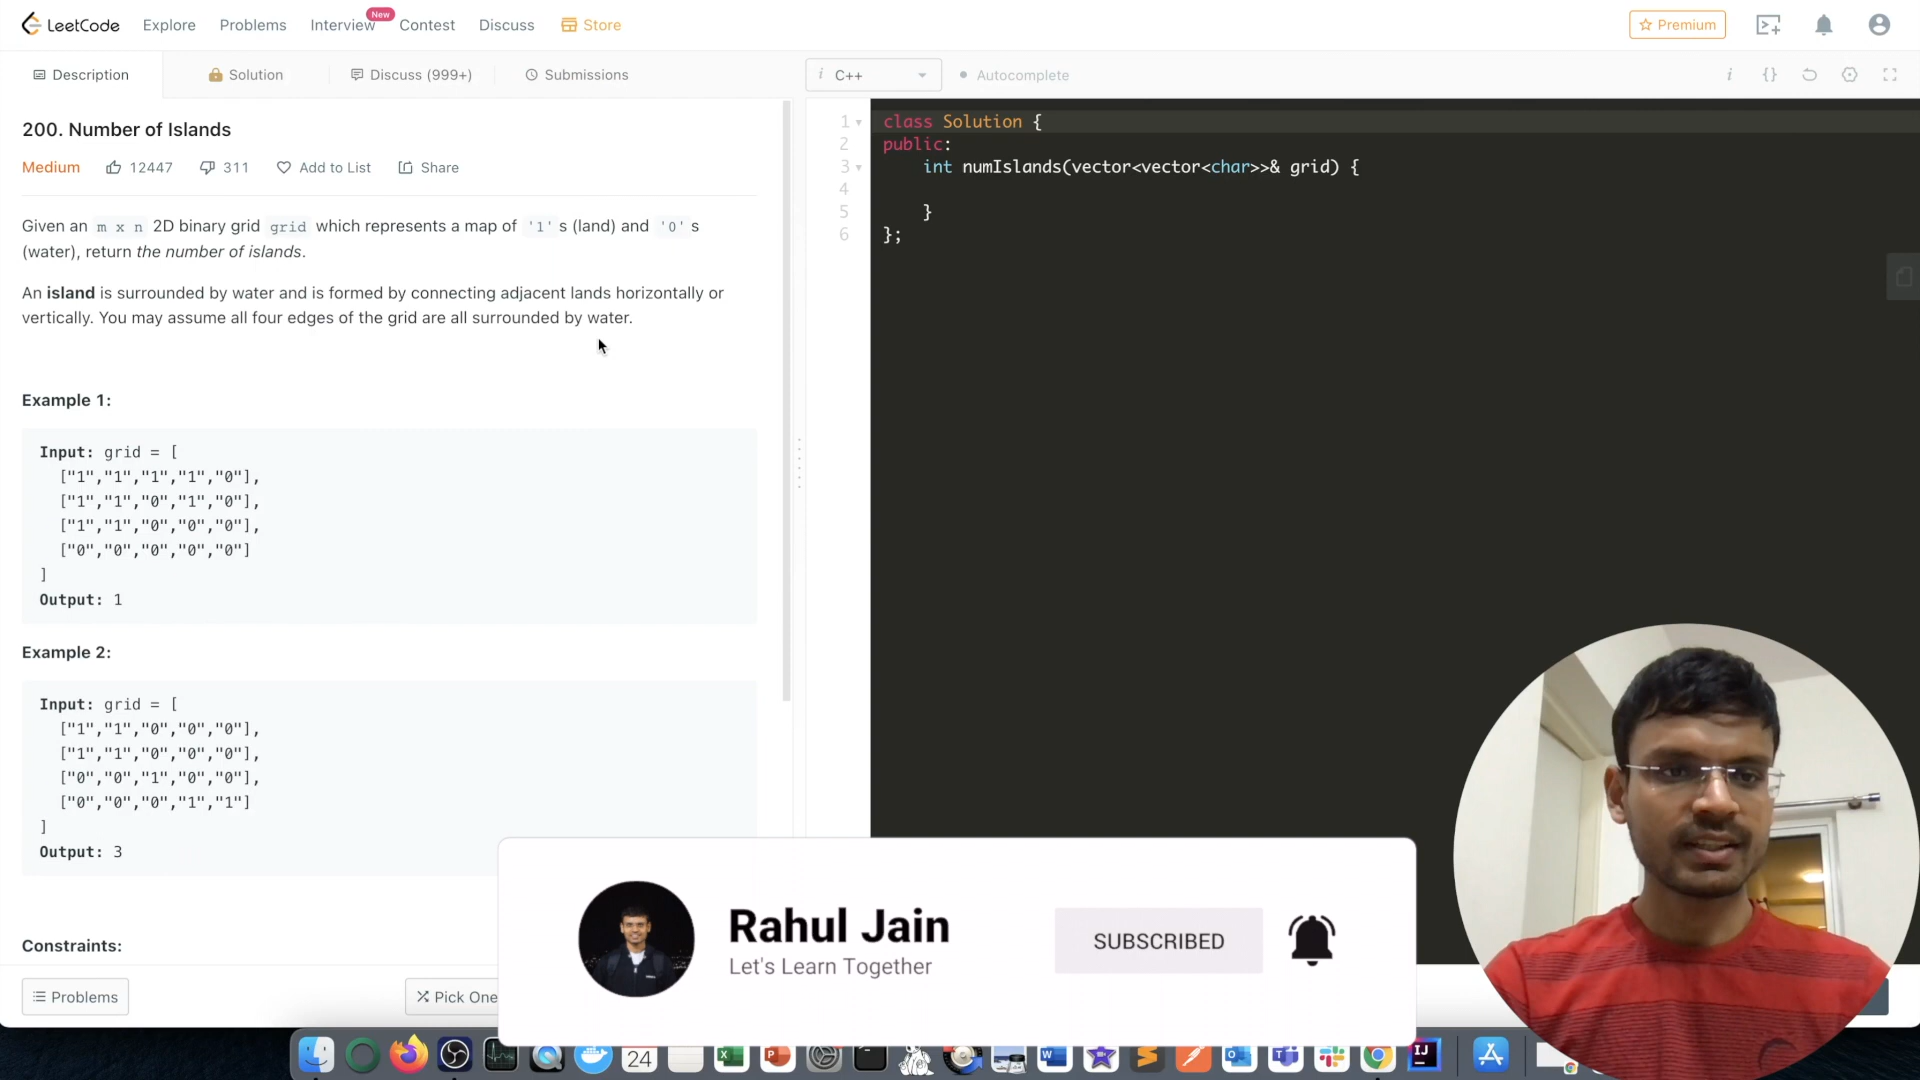 LeetCode Explore Problems Interview New Contest Discuss Store Premium
Description Solution Discuss (999+) Submissions i C++ Autocomplete i {}
200. Number of Islands
Medium 12447 311 Add to List Share
Given an m x n 2D binary grid grid which represents a map of '1' s (land) and '0' s
(water), return the number of islands.
An island is surrounded by water and is formed by connecting adjacent lands horizontally or
vertically. You may assume all four edges of the grid are all surrounded by water.
Example 1:
Input: grid = [
["1","1","1","1","0"],
["1","1","0","1","0"],
["1","1","0","0","0"],
["0","0","0","0","0"]
]
Output: 1
Example 2:
Input: grid = [
["1","1","0","0","0"],
["1","1","0","0","0"],
["0","0","1","0","0"],
["0","0","0","1","1"]
]
Output: 3
Constraints:
Problems Pick One
1 class Solution {
2 public:
3 int numIslands(vector<vector<char>>& grid) {
4
5 }
6 };
Rahul Jain
Let's Learn Together
SUBSCRIBED
24
IJ